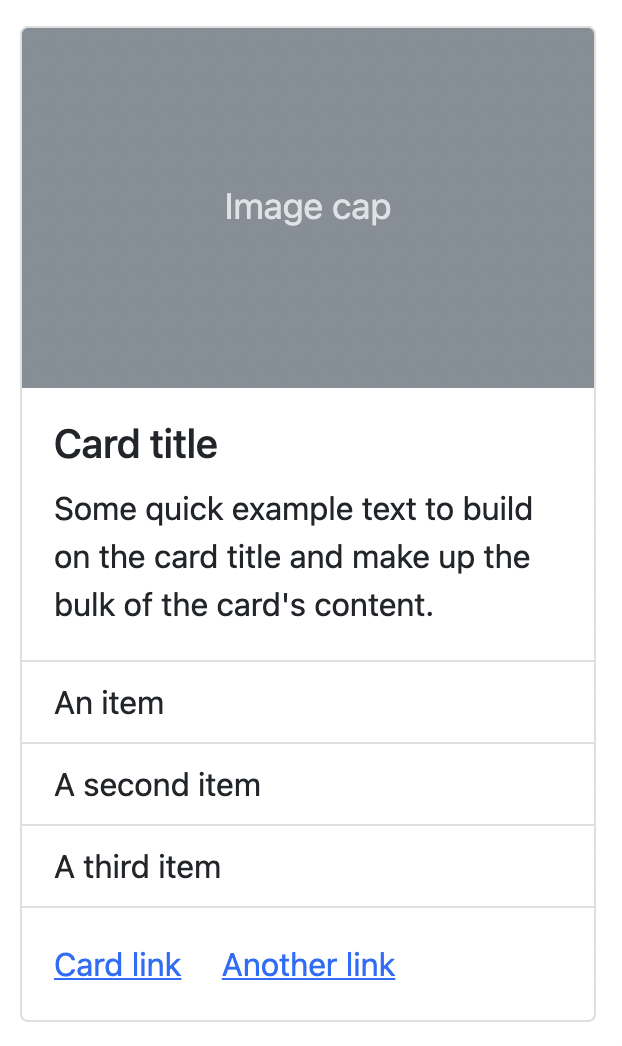 Image cap
Card title
Some quick example text to build
on the card title and make up the
bulk of the card's content.
An item
A second item
A third item
Card link Another link